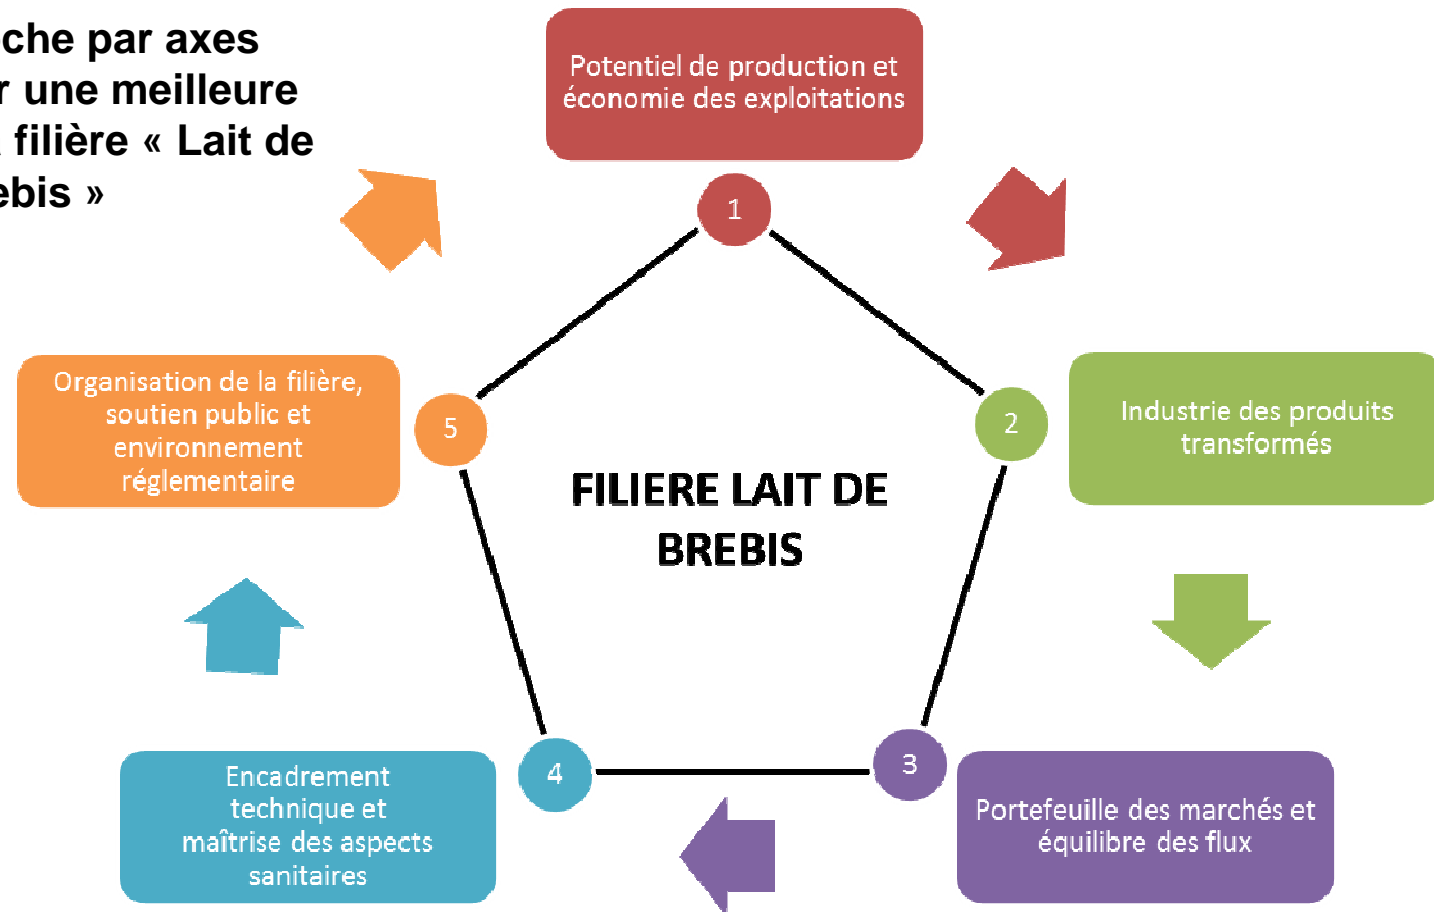 che par axes
r une meilleure
filière « Lait de
ebis »
Potentiel de production et
économie des exploitations
1
2
Industrie des produits
transformés
3
Portefeuille des marchés et
équilibre des flux
4
Encadrement
technique et
maîtrise des aspects
sanitaires
5
Organisation de la filière,
soutien public et
environnement
réglementaire
FILIERE LAIT DE
BREBIS